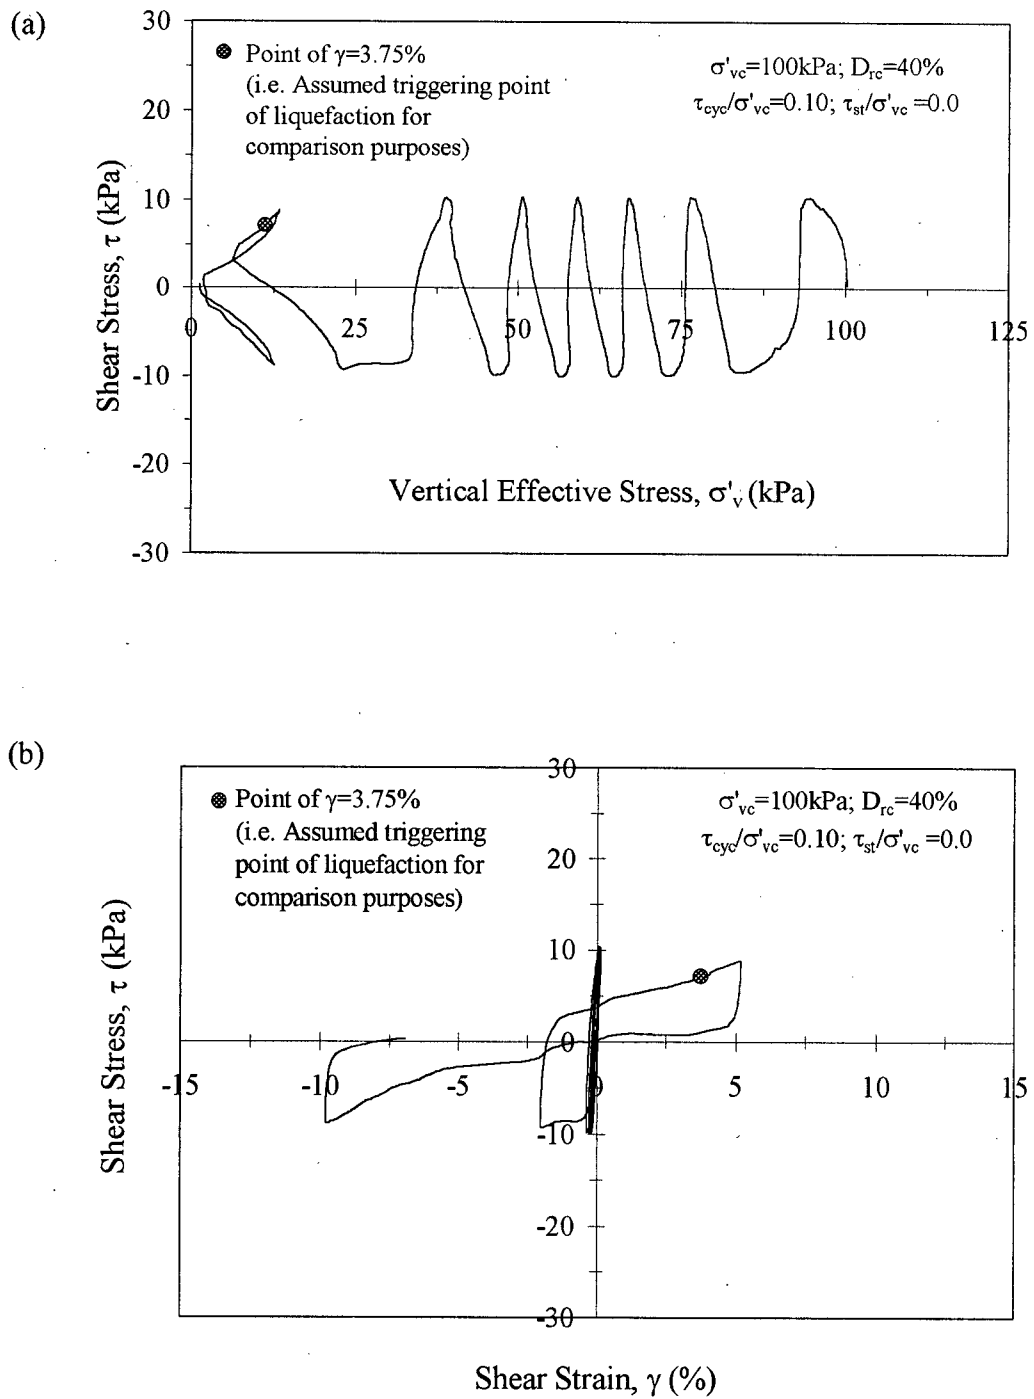 (a)
30
20
10
0
-10
-20
-30
Shear Stress, τ (kPa)
Point of γ=3.75%
(i.e. Assumed triggering point
of liquefaction for
comparison purposes)
σ'vc=100kPa; Drc=40%
τcyc/σ'vc=0.10; τst/σ'vc =0.0
0 25 50 75 100 125
Vertical Effective Stress, σ'v (kPa)
(b)
30
20
10
0
-10
-20
-30
Shear Stress, τ (kPa)
Point of γ=3.75%
(i.e. Assumed triggering
point of liquefaction for
comparison purposes)
σ'vc=100kPa; Drc=40%
τcyc/σ'vc=0.10; τst/σ'vc =0.0
-15 -10 -5 0 5 10 15
Shear Strain, γ (%)